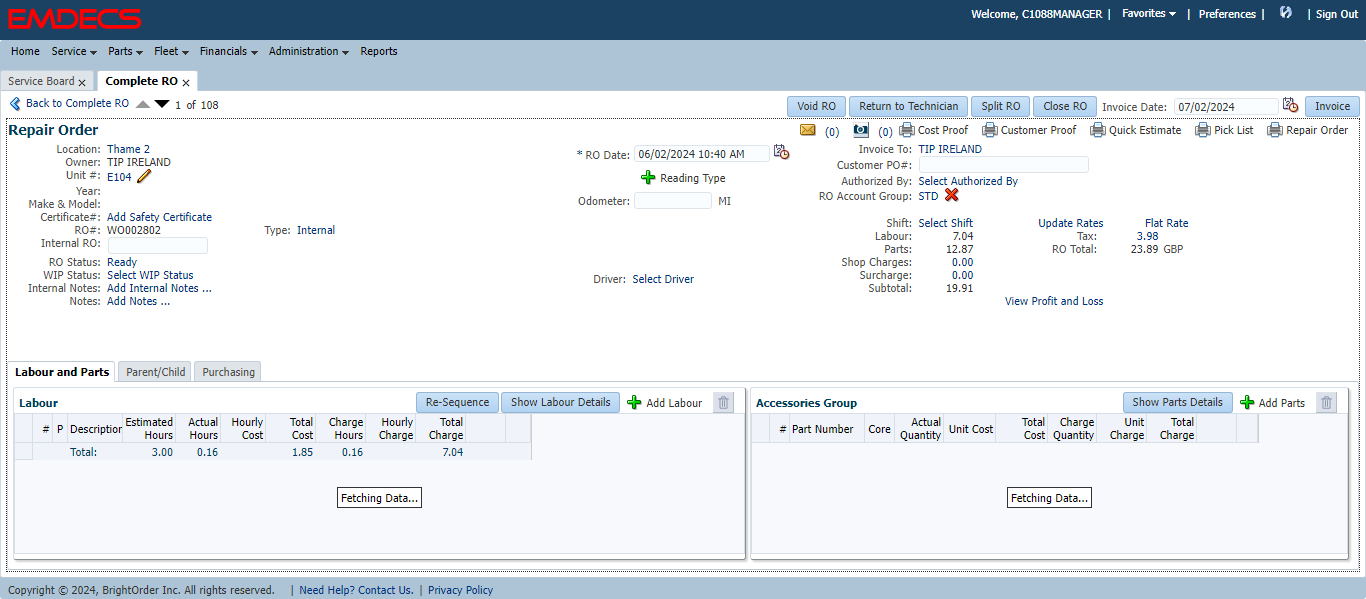 EMDECS
Welcome, C1088MANAGER | Favorites | Preferences | | Sign Out
Home Service Parts Fleet Financials Administration Reports
Service Board x Complete RO x
Back to Complete RO 1 of 108
Void RO Return to Technician Split RO Close RO Invoice Date: 07/02/2024 Invoice
Repair Order
(0) (0) Cost Proof Customer Proof Quick Estimate Pick List Repair Order
Location: Thame 2
Owner: TIP IRELAND
Unit #: E104
Year:
Make & Model:
Certificate#: Add Safety Certificate
RO#: WO002802 Type: Internal
Internal RO:
RO Status: Ready
WIP Status: Select WIP Status
Internal Notes: Add Internal Notes ...
Notes: Add Notes ...
* RO Date: 06/02/2024 10:40 AM
Reading Type
Odometer: MI
Driver: Select Driver
Invoice To: TIP IRELAND
Customer PO#:
Authorized By: Select Authorized By
RO Account Group: STD
Shift: Select Shift Update Rates Flat Rate
Labour: 7.04 Tax: 3.98
Parts: 12.87 RO Total: 23.89 GBP
Shop Charges: 0.00
Surcharge: 0.00
Subtotal: 19.91
View Profit and Loss
Labour and Parts Parent/Child Purchasing
Labour Re-Sequence Show Labour Details Add Labour
# P Description Estimated Hours Actual Hours Hourly Cost Total Cost Charge Hours Hourly Charge Total Charge
Total: 3.00 0.16 1.85 0.16 7.04
Fetching Data...
Accessories Group Show Parts Details Add Parts
# Part Number Core Actual Quantity Unit Cost Total Cost Charge Quantity Unit Charge Total Charge
Fetching Data...
Copyright © 2024, BrightOrder Inc. All rights reserved. | Need Help? Contact Us. | Privacy Policy